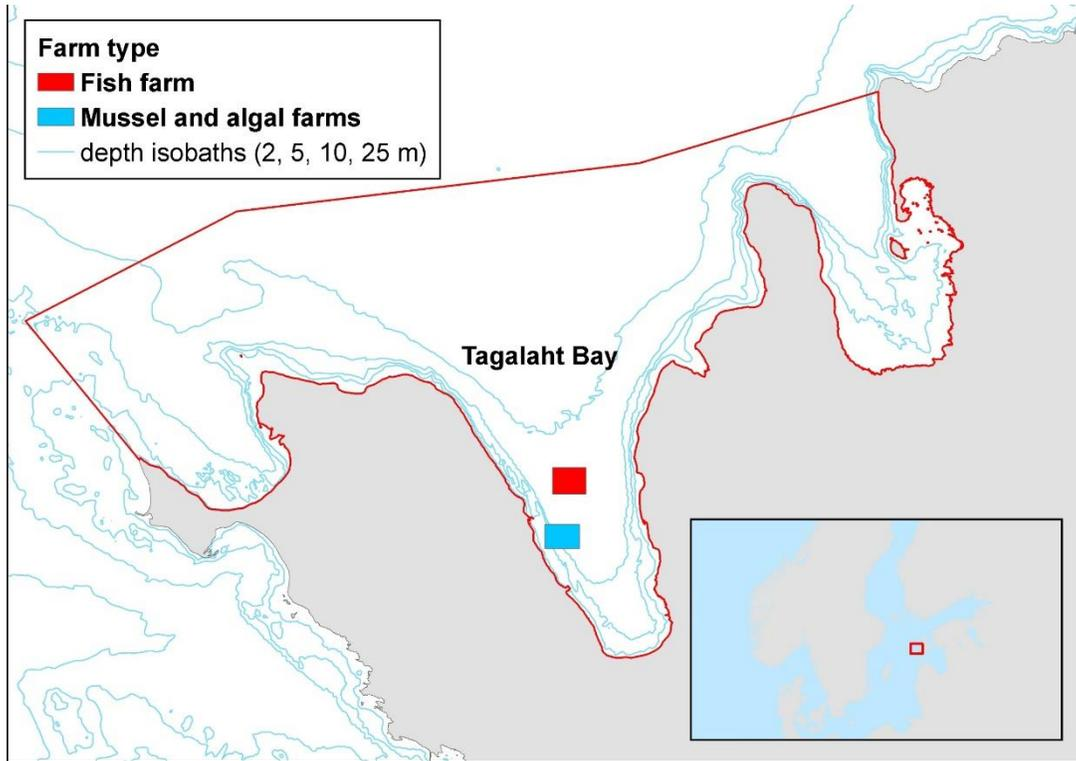 Farm type
Fish farm
Mussel and algal farms
depth isobaths (2, 5, 10, 25 m)
Tagalaht Bay